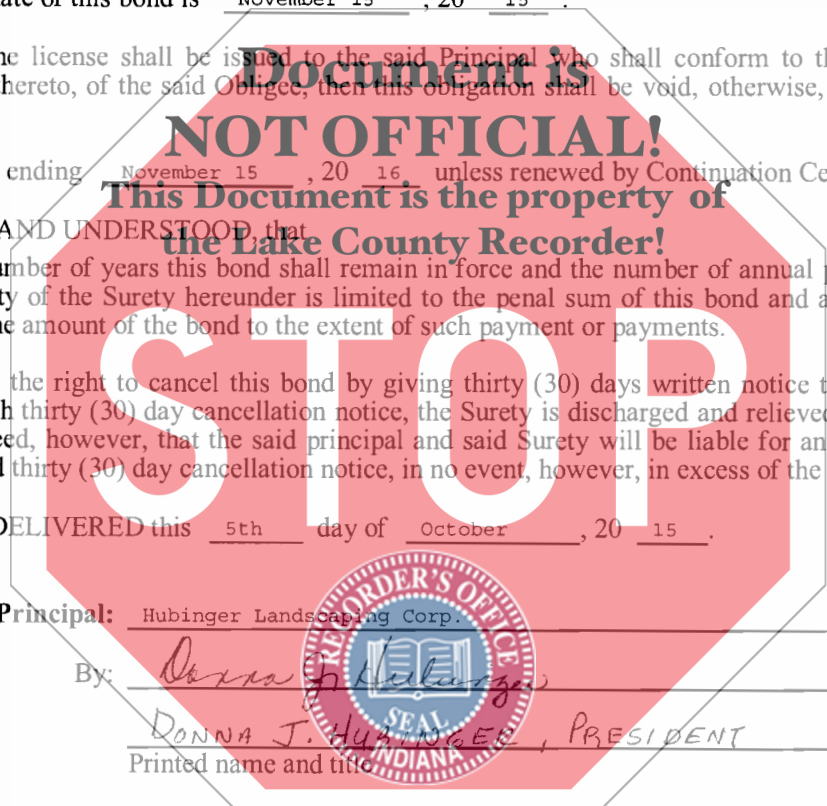 ate of this bond is November 15 , 20 15 .
ne license shall be issued to the said Principal who shall conform to th
hereto, of the said Obligee, then this obligation shall be void, otherwise,
Document is
NOT OFFICIAL!
ending November 15 , 20 16 unless renewed by Continuation Ce
This Document is the property of
the Lake County Recorder!
AND UNDERSTOOD, that
umber of years this bond shall remain in force and the number of annual p
ty of the Surety hereunder is limited to the penal sum of this bond and a
ne amount of the bond to the extent of such payment or payments.
STOP
the right to cancel this bond by giving thirty (30) days written notice t
h thirty (30) day cancellation notice, the Surety is discharged and relieved
eed, however, that the said principal and said Surety will be liable for an
d thirty (30) day cancellation notice, in no event, however, in excess of the
DELIVERED this 5th day of October , 20 15 .
Principal: Hubinger Landscaping Corp.
By: Donna J Hubinger
DONNA J. HUBINGER, PRESIDENT
Printed name and title
RECORDER'S OFFICE
SEAL
INDIANA